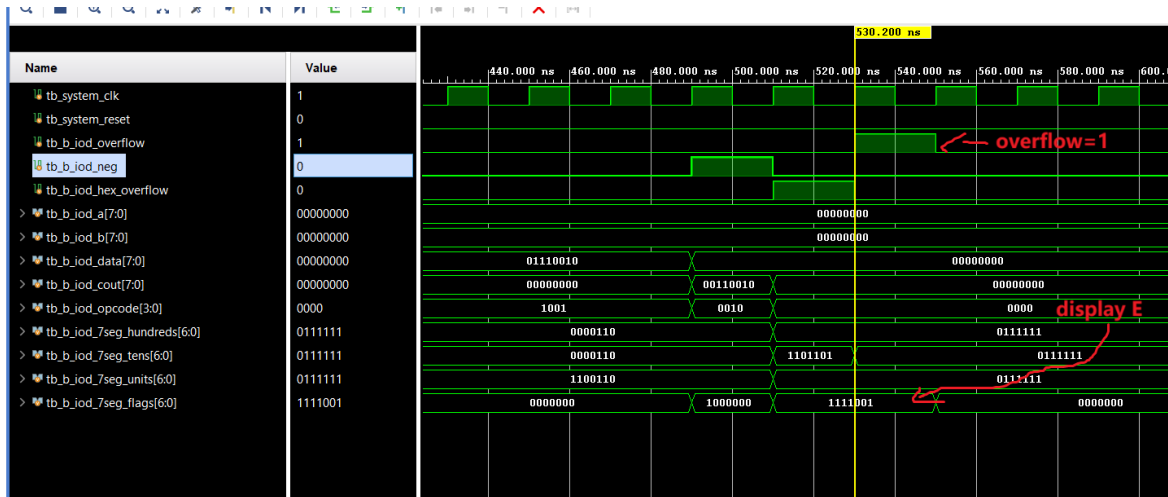 530.200 ns
Name Value
440.000 ns 460.000 ns 480.000 ns 500.000 ns 520.000 ns 540.000 ns 560.000 ns 580.000 ns 600.
tb_system_clk 1
tb_system_reset 0
tb_b_iod_overflow 1 overflow=1
tb_b_iod_neg 0
tb_b_iod_hex_overflow 0
tb_b_iod_a[7:0] 00000000 00000000
tb_b_iod_b[7:0] 00000000 00000000
tb_b_iod_data[7:0] 00000000 01110010 00000000
tb_b_iod_cout[7:0] 00000000 00000000 00110010 00000000
tb_b_iod_opcode[3:0] 0000 1001 0010 0000 display E
tb_b_iod_7seg_hundreds[6:0] 0111111 0000110 0111111
tb_b_iod_7seg_tens[6:0] 0111111 0000110 1101101 0111111
tb_b_iod_7seg_units[6:0] 0111111 1100110 0111111
tb_b_iod_7seg_flags[6:0] 1111001 0000000 1000000 1111001 0000000